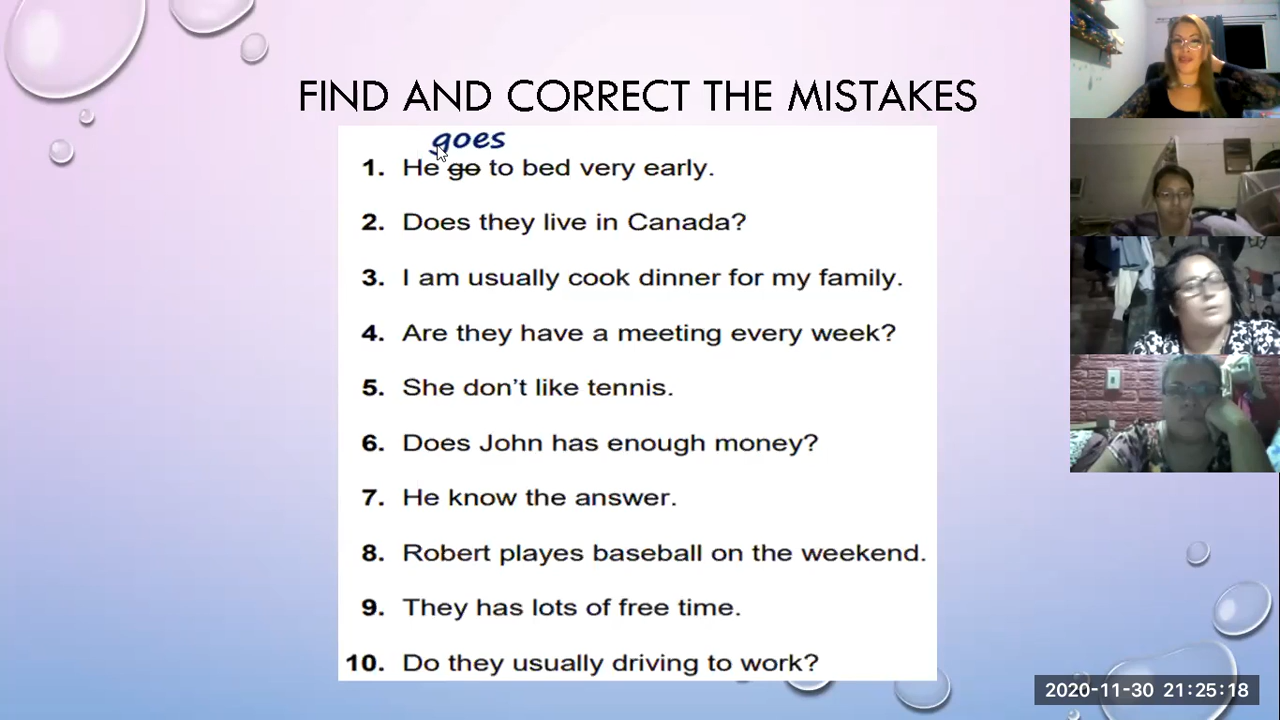 FIND AND CORRECT THE MISTAKES
goes
1. He go to bed very early.
2. Does they live in Canada?
3. I am usually cook dinner for my family.
4. Are they have a meeting every week?
5. She don't like tennis.
6. Does John has enough money?
7. He know the answer.
8. Robert playes baseball on the weekend.
9. They has lots of free time.
10. Do they usually driving to work?
2020-11-30 21:25:18